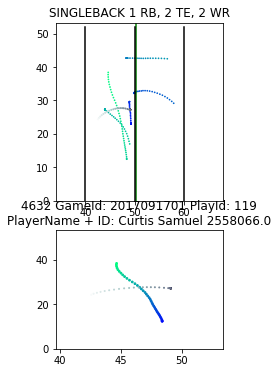 SINGLEBACK 1 RB, 2 TE, 2 WR
50
40
30
20
10
0
40 50 60
4632 GameId: 2017091701 PlayId: 119
PlayerName + ID: Curtis Samuel 2558066.0
40
20
0
40 45 50